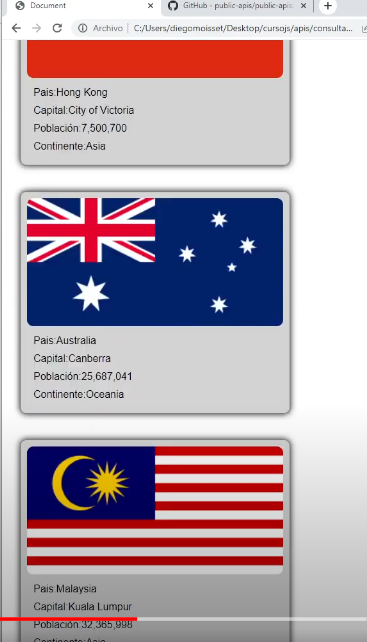 Document
GitHub - public-apis/public-apis
Archivo
C:/Users/diegomoisset/Desktop/cursojs/apis/consulta...
Pais:Hong Kong
Capital:City of Victoria
Población:7,500,700
Continente:Asia
Pais:Australia
Capital:Canberra
Población:25,687,041
Continente:Oceania
Pais:Malaysia
Capital:Kuala Lumpur
Población:32,365,998
Continente:Asia